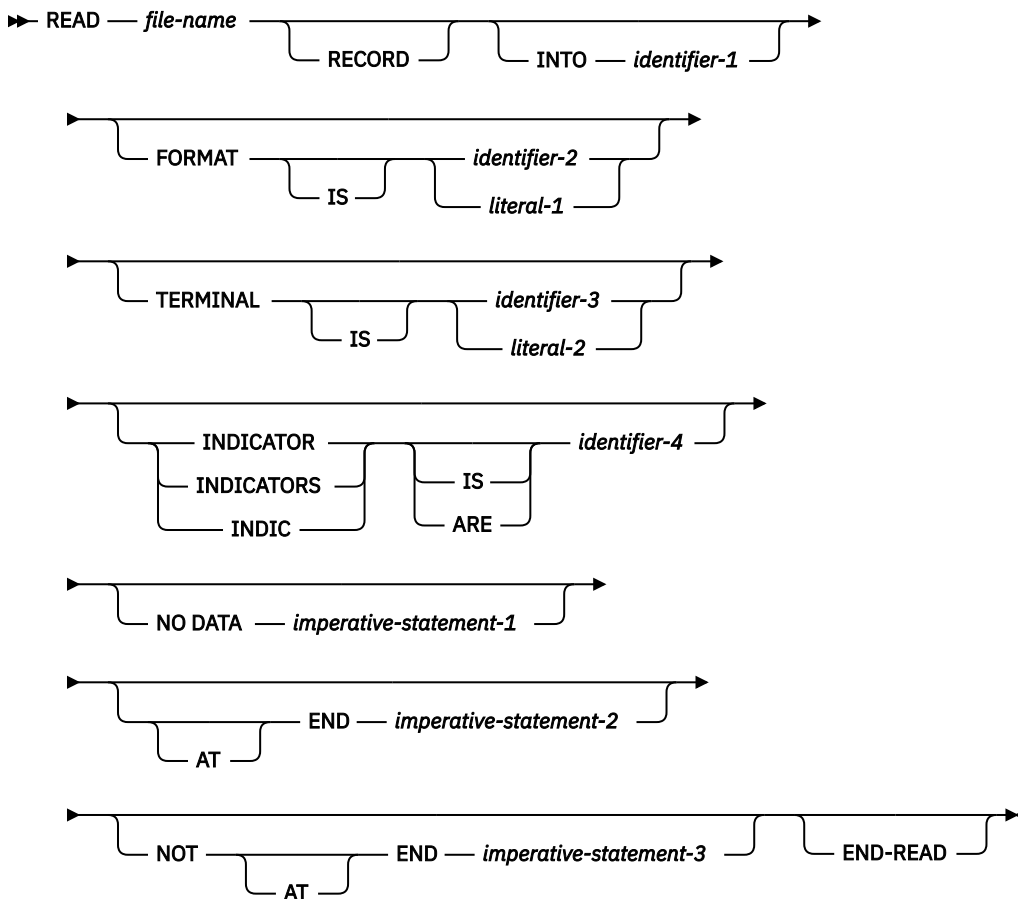 READ file-name
RECORD INTO identifier-1
FORMAT identifier-2
IS literal-1
TERMINAL identifier-3
IS literal-2
INDICATOR identifier-4
INDICATORS IS
INDIC ARE
NO DATA imperative-statement-1
END imperative-statement-2
AT
NOT END imperative-statement-3 END-READ
AT